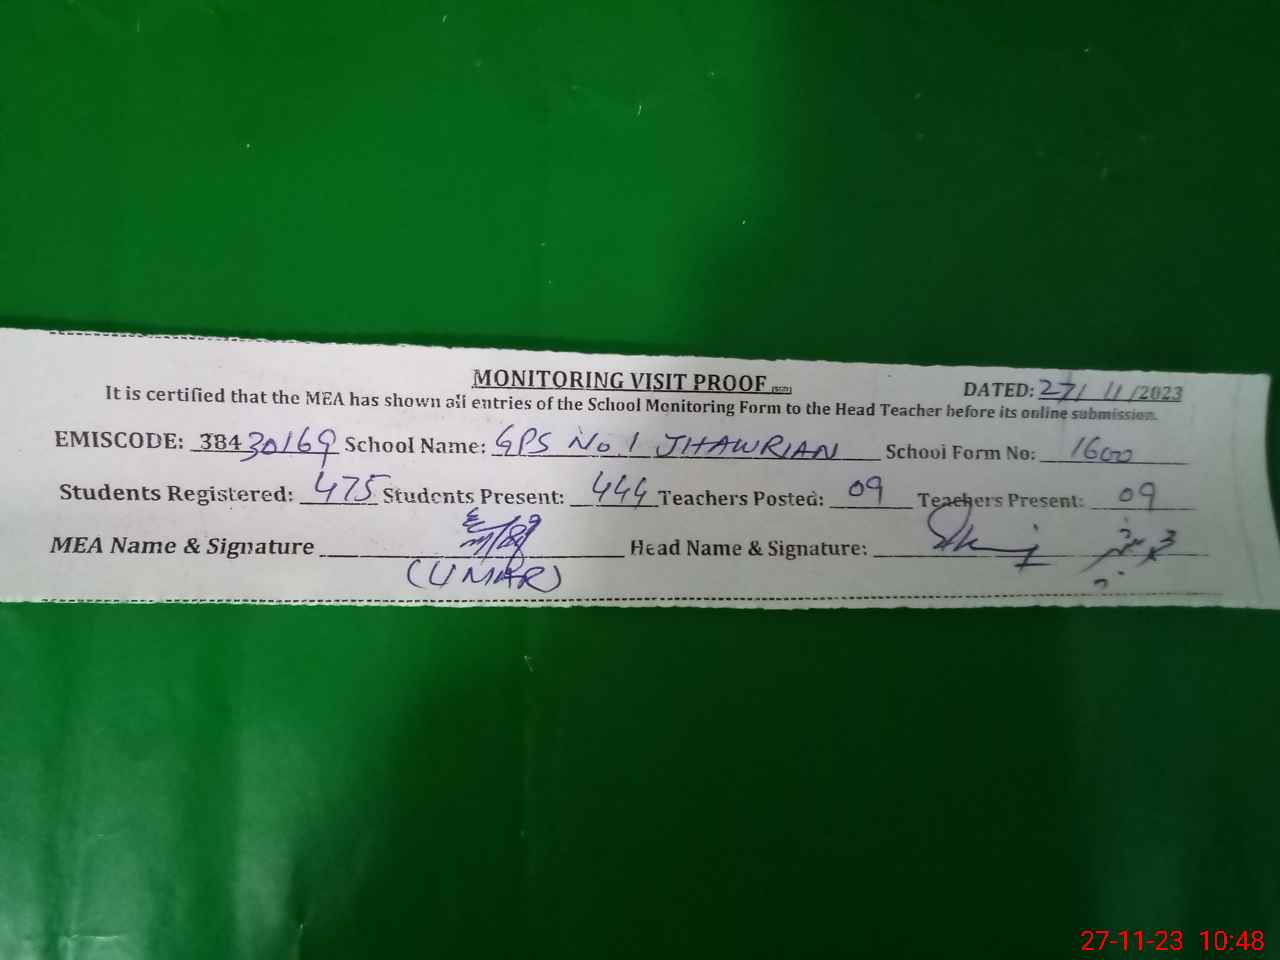 MONITORING VISIT PROOF
DATED: 27/11/2023
It is certified that the MEA has shown all entries of the School Monitoring Form to the Head Teacher before its online submission.
EMISCODE: 38430169 School Name: GPS No 1 JHAWRIAN School Form No: 1600
Students Registered: 475 Students Present: 444 Teachers Posted: 09 Teachers Present: 09
MEA Name & Signature Head Name & Signature:
(UMAR)
27-11-23 10:48